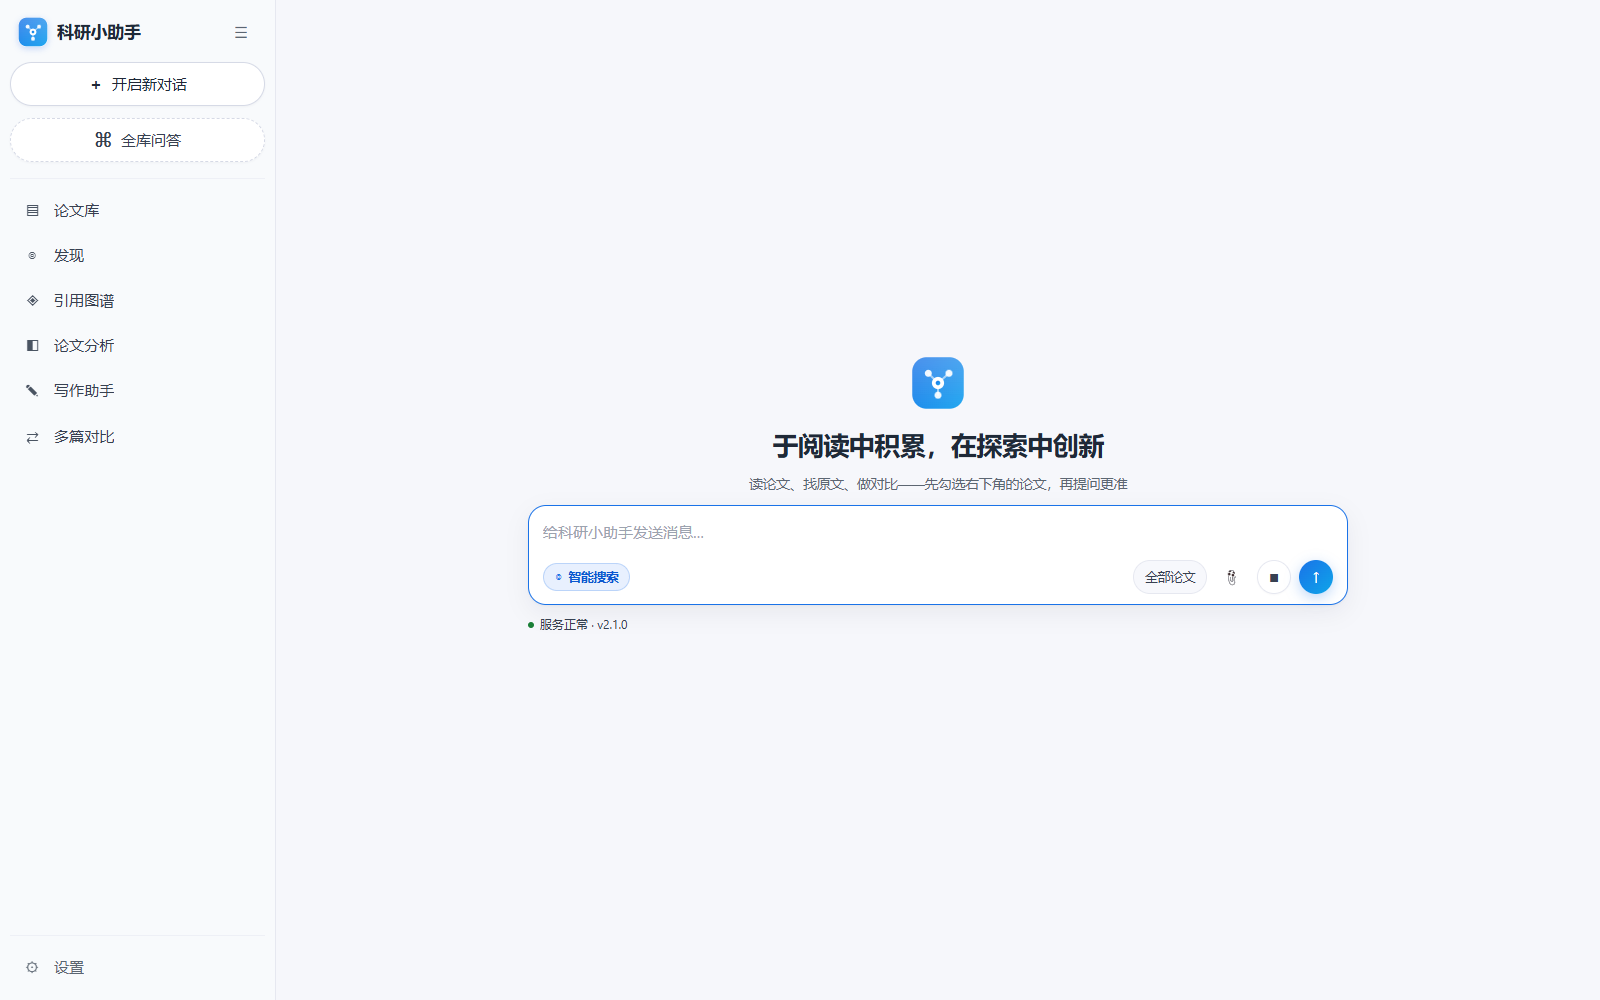 科研小助手
+ 开启新对话
⌘ 全库问答
论文库
发现
引用图谱
论文分析
写作助手
多篇对比
设置
于阅读中积累，在探索中创新
读论文、找原文、做对比——先勾选右下角的论文，再提问更准
给科研小助手发送消息...
智能搜索
全部论文
服务正常 · v2.1.0